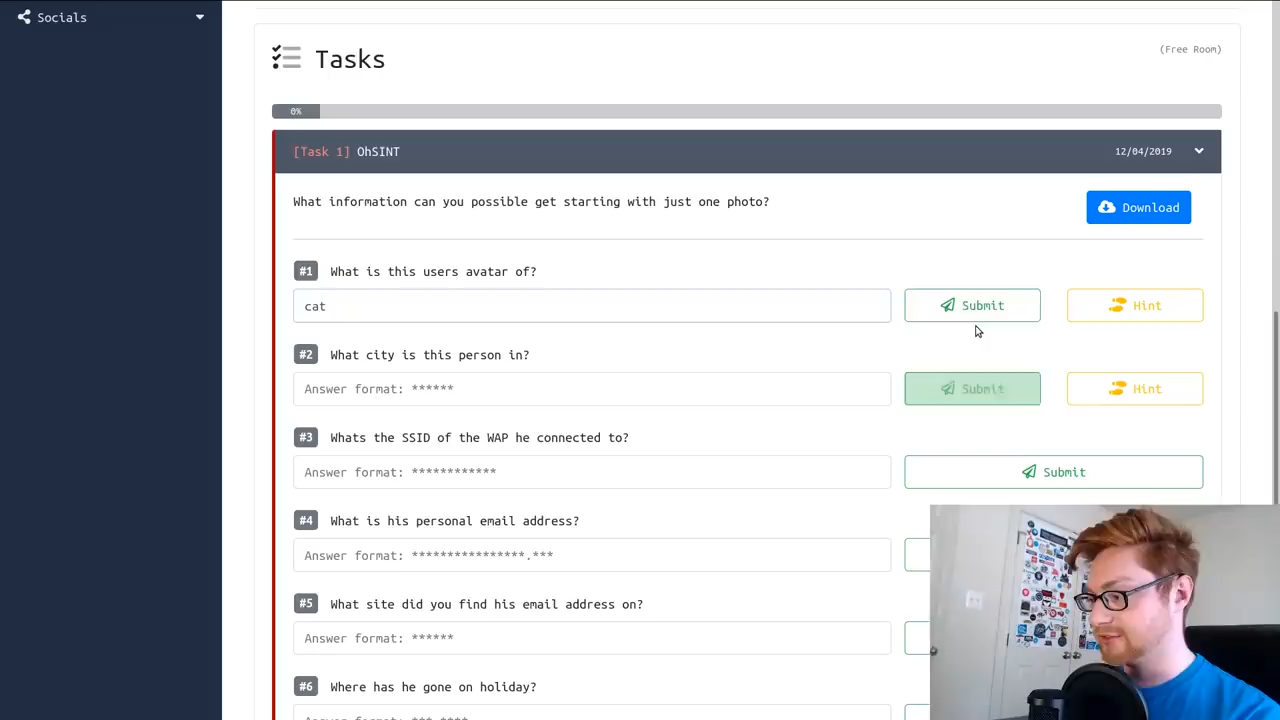 Socials
Tasks
(Free Room)
0%
[Task 1] OhSINT
12/04/2019
What information can you possible get starting with just one photo?
Download
#1 What is this users avatar of?
cat
Submit
Hint
#2 What city is this person in?
Answer format: ******
Submit
Hint
#3 Whats the SSID of the WAP he connected to?
Answer format: ************
Submit
#4 What is his personal email address?
Answer format: ****************.***
#5 What site did you find his email address on?
Answer format: ******
#6 Where has he gone on holiday?